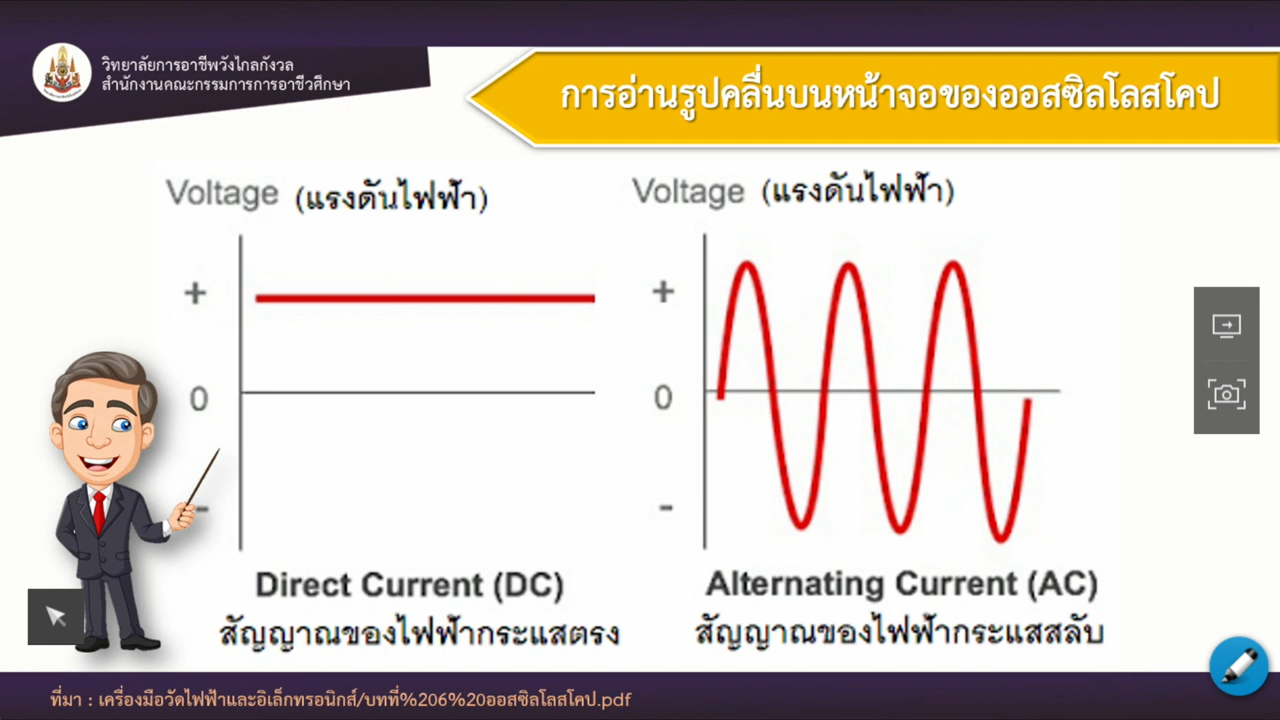 วิทยาลัยการอาชีพวังไกลกังวล
สำนักงานคณะกรรมการการอาชีวศึกษา
การอ่านรูปคลื่นบนหน้าจอของออสซิลโลสโคป
Voltage (แรงดันไฟฟ้า)
+
0
-
Direct Current (DC)
สัญญาณของไฟฟ้ากระแสตรง
Voltage (แรงดันไฟฟ้า)
+
0
-
Alternating Current (AC)
สัญญาณของไฟฟ้ากระแสสลับ
ที่มา : เครื่องมือวัดไฟฟ้าและอิเล็กทรอนิกส์/บทที่%206%20ออสซิลโลสโคป.pdf